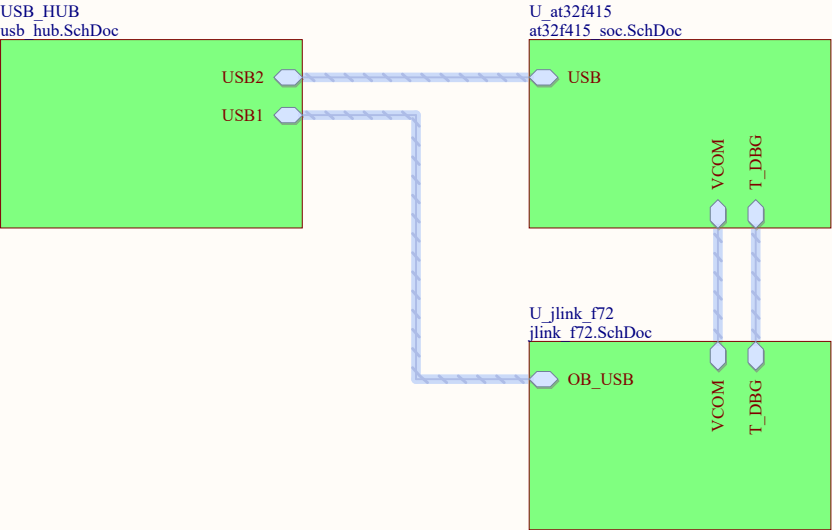 USB_HUB
usb_hub.SchDoc
USB2
USB1
U_at32f415
at32f415_soc.SchDoc
USB
VCOM
T_DBG
U_jlink_f72
jlink_f72.SchDoc
OB_USB
VCOM
T_DBG